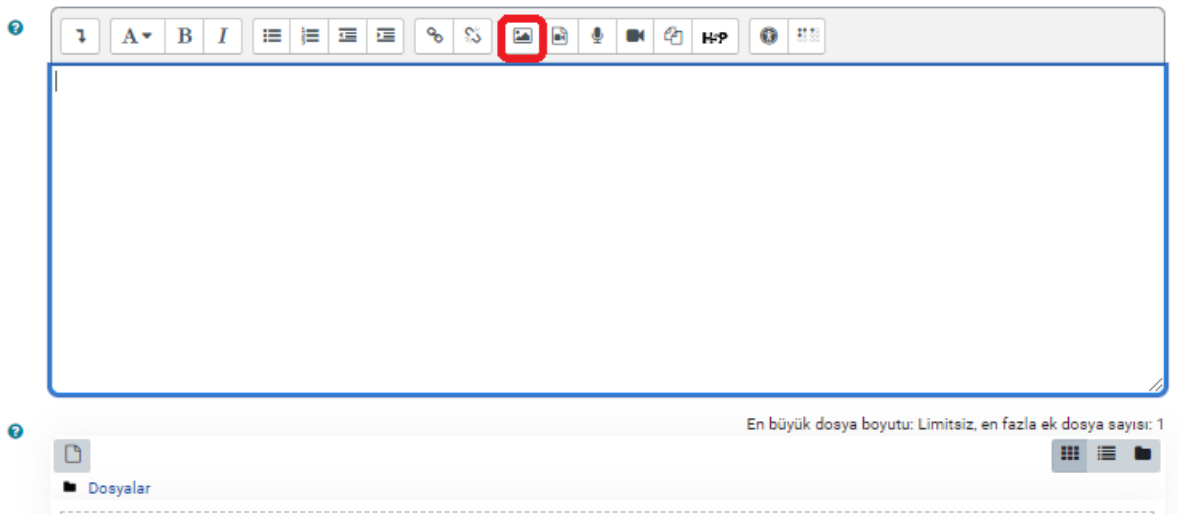 A B I H-P
En büyük dosya boyutu: Limitsiz, en fazla ek dosya sayısı: 1
Dosyalar